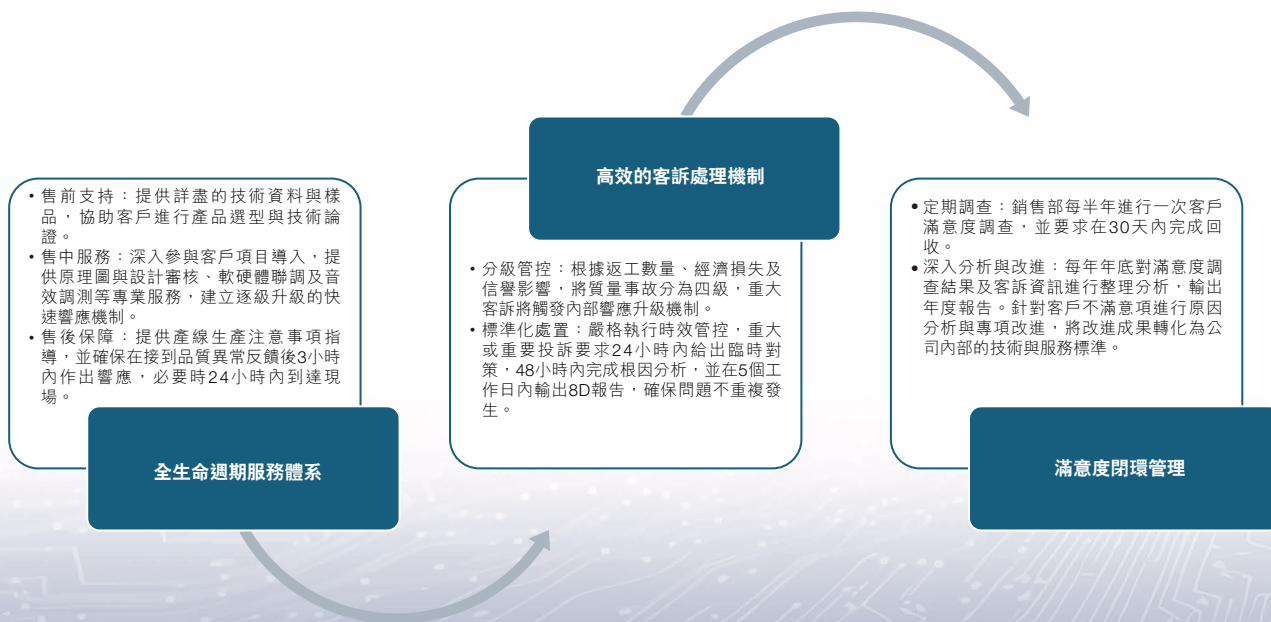 • 售前支持：提供詳盡的技術資料與樣
品，協助客戶進行產品選型與技術論
證。
• 售中服務：深入參與客戶項目導入，提
供原理圖與設計審核、軟硬體聯調及音
效調測等專業服務，建立逐級升級的快
速響應機制。
• 售後保障：提供產線生產注意事項指
導，並確保在接到品質異常反饋後3小時
內作出響應，必要時24小時內到達現
場。
全生命週期服務體系
高效的客訴處理機制
• 分級管控：根據返工數量、經濟損失及
信譽影響，將質量事故分為四級，重大
客訴將觸發內部響應升級機制。
• 標準化處置：嚴格執行時效管控，重大
或重要投訴要求24小時內給出臨時對
策，48小時內完成根因分析，並在5個工
作日內輸出8D報告，確保問題不重複發
生。
• 定期調查：銷售部每半年進行一次客戶
滿意度調查，並要求在30天內完成回
收。
• 深入分析與改進：每年年底對滿意度調
查結果及客訴資訊進行整理分析，輸出
年度報告。針對客戶不滿意項進行原因
分析與專項改進，將改進成果轉化為公
司內部的技術與服務標準。
滿意度閉環管理